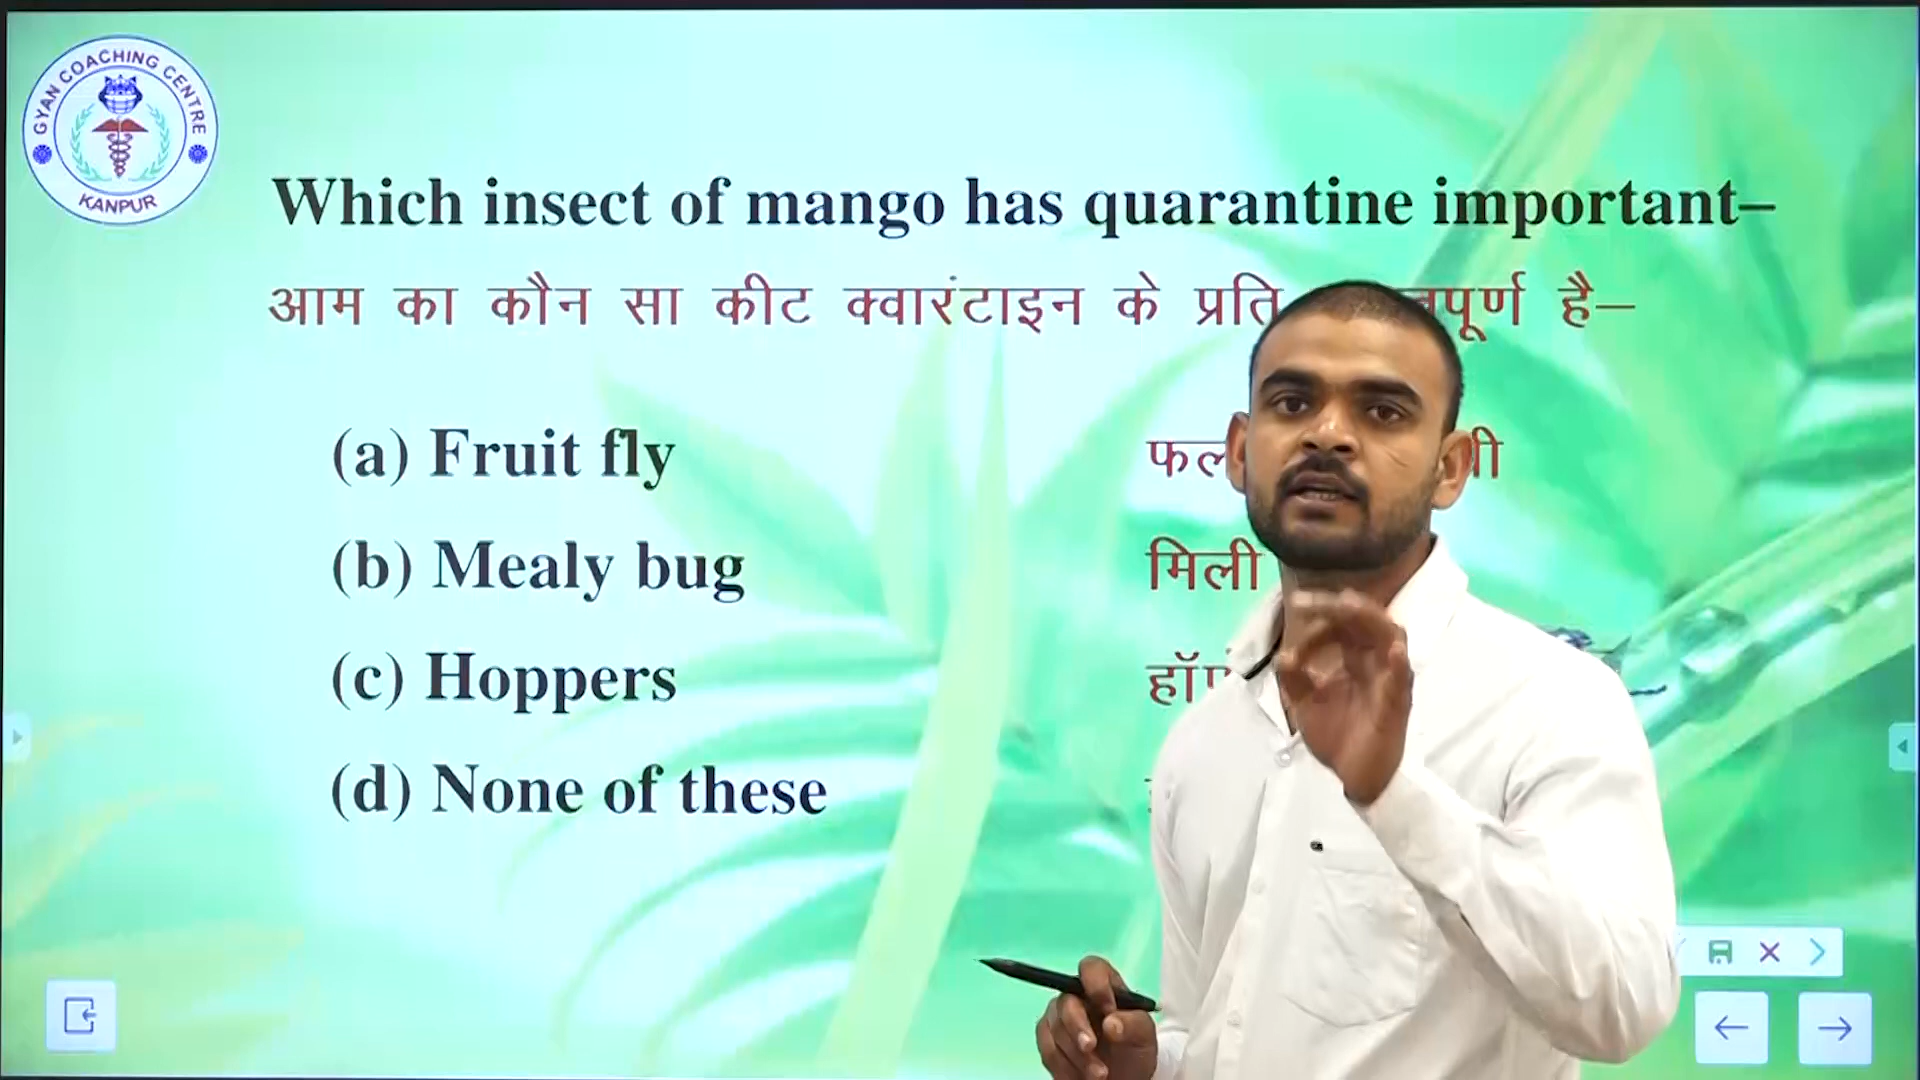 GYAN COACHING CENTRE
KANPUR
Which insect of mango has quarantine important–
आम का कौन सा कीट क्वारंटाइन के प्रति है–
(a) Fruit fly
(b) Mealy bug मिली
(c) Hoppers
(d) None of these